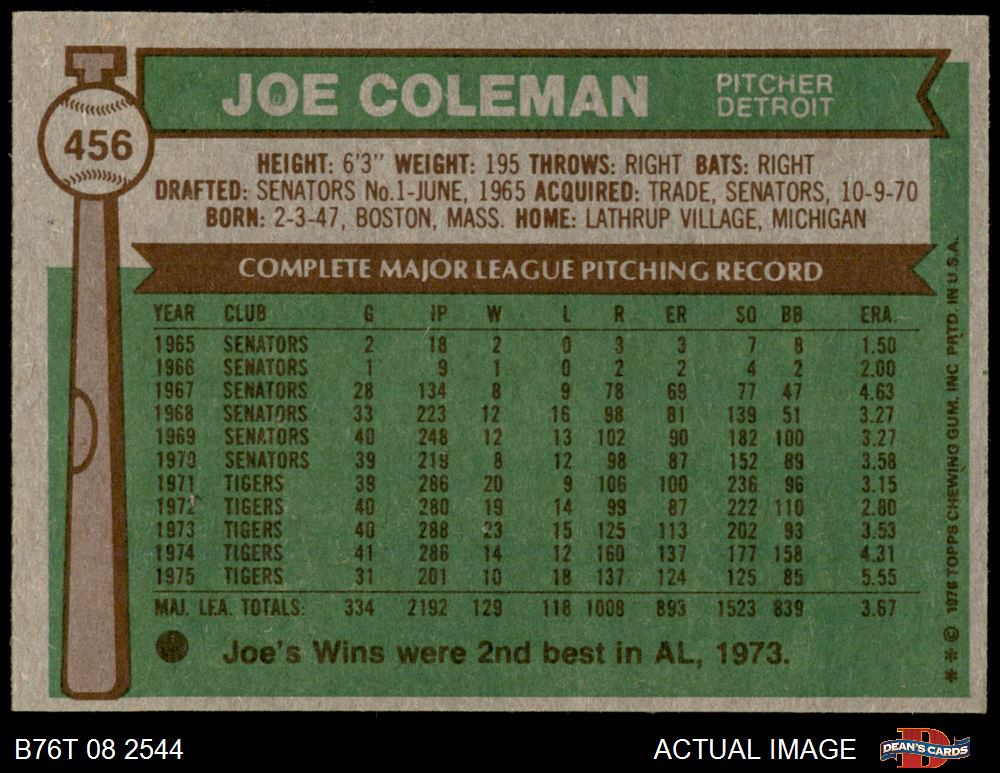 JOE COLEMAN PITCHER DETROIT
456
HEIGHT: 6'3" WEIGHT: 195 THROWS: RIGHT BATS: RIGHT
DRAFTED: SENATORS No.1-JUNE, 1965 ACQUIRED: TRADE, SENATORS, 10-9-70
BORN: 2-3-47, BOSTON, MASS. HOME: LATHRUP VILLAGE, MICHIGAN
COMPLETE MAJOR LEAGUE PITCHING RECORD
YEAR CLUB G IP W L R ER SO BB ERA.
1965 SENATORS 2 18 2 0 3 3 7 8 1.50
1966 SENATORS 1 9 1 0 2 2 4 2 2.00
1967 SENATORS 28 134 8 9 78 69 77 47 4.63
1968 SENATORS 33 223 12 16 98 81 139 51 3.27
1969 SENATORS 40 248 12 13 102 90 182 100 3.27
1970 SENATORS 39 219 8 12 98 87 152 89 3.58
1971 TIGERS 39 286 20 9 106 100 236 96 3.15
1972 TIGERS 40 280 19 14 99 87 222 110 2.80
1973 TIGERS 40 288 23 15 125 113 202 93 3.53
1974 TIGERS 41 286 14 12 160 137 177 158 4.31
1975 TIGERS 31 201 10 18 137 124 125 85 5.55
MAJ. LEA. TOTALS: 334 2192 129 118 1008 893 1523 839 3.67
Joe's Wins were 2nd best in AL, 1973.
**© 1976 TOPPS CHEWING GUM, INC PRTD. IN U.S.A.
B76T 08 2544 ACTUAL IMAGE DEAN'S CARDS